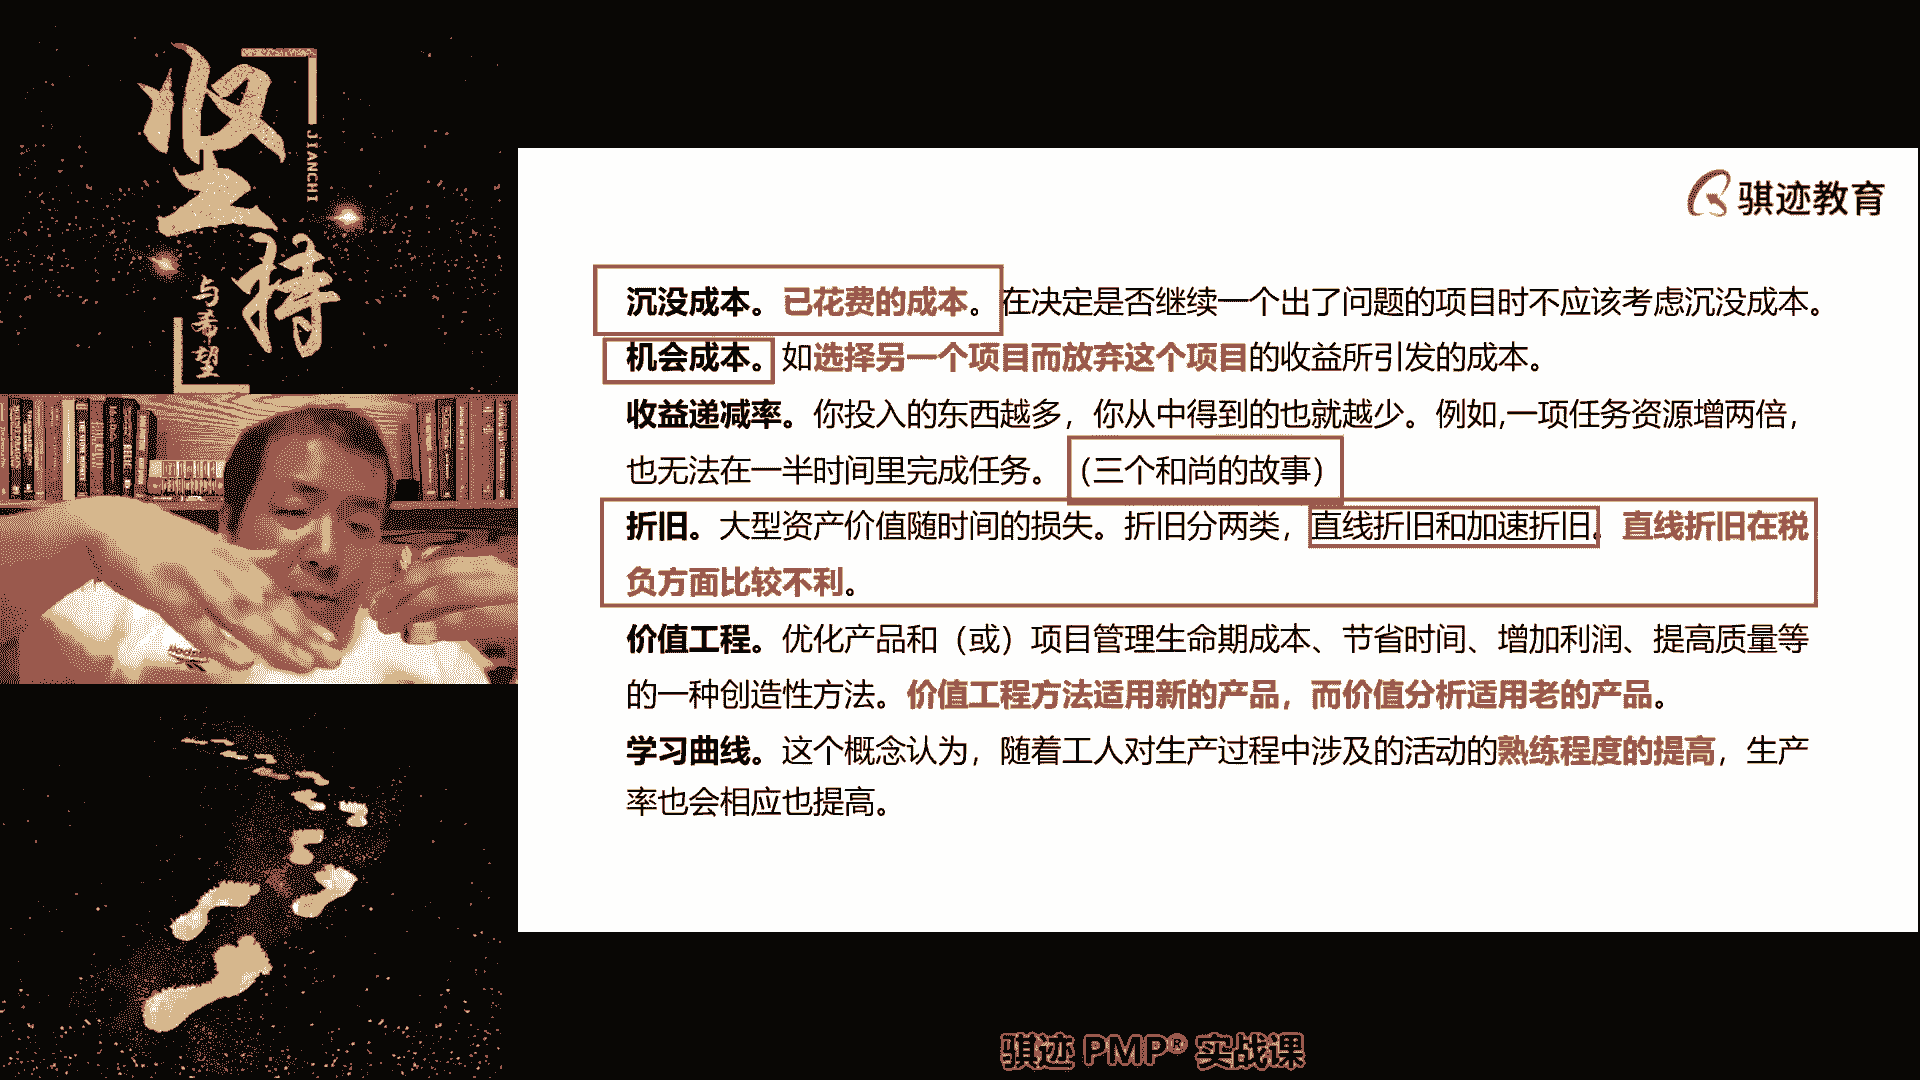 坚持
JIANCHI
与希望
骐迹教育
沉没成本。已花费的成本。在决定是否继续一个出了问题的项目时不应该考虑沉没成本。
机会成本。如选择另一个项目而放弃这个项目的收益所引发的成本。
收益递减率。你投入的东西越多，你从中得到的也就越少。例如,一项任务资源增两倍，
也无法在一半时间里完成任务。（三个和尚的故事）
折旧。大型资产价值随时间的损失。折旧分两类，直线折旧和加速折旧。直线折旧在税
负方面比较不利。
价值工程。优化产品和（或）项目管理生命期成本、节省时间、增加利润、提高质量等
的一种创造性方法。价值工程方法适用新的产品，而价值分析适用老的产品。
学习曲线。这个概念认为，随着工人对生产过程中涉及的活动的熟练程度的提高，生产
率也会相应也提高。
骐迹 PMP® 实战课